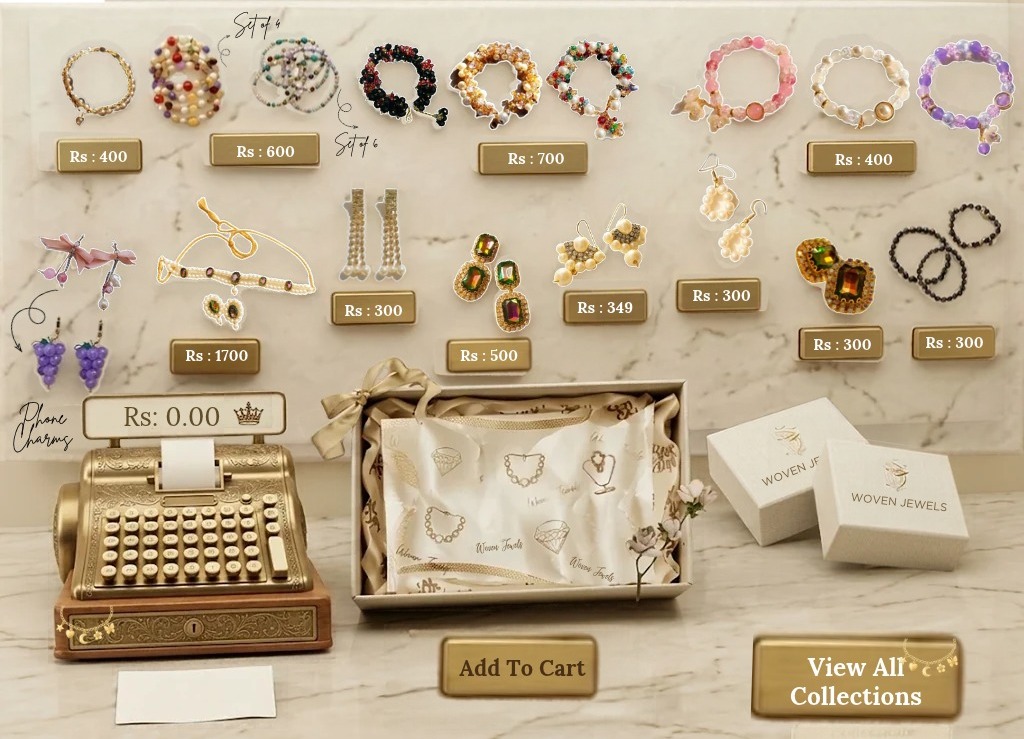 Set of 4
Rs : 400
Rs : 600
Set of 6
Rs : 700
Rs : 400
Rs : 300
Rs : 349
Rs : 300
Rs : 1700
Rs : 500
Rs : 300
Rs : 300
Phone
Charms
Rs: 0.00
Woven Jewels
Woven Jewels
WOVEN JE
WOVEN JEWELS
Add To Cart
View All
Collections